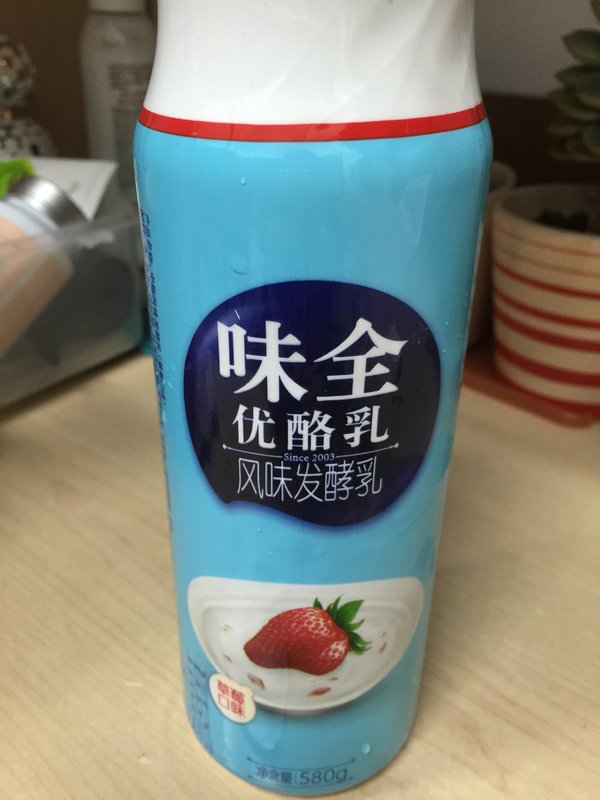 味全
优酪乳
Since 2003
风味发酵乳
草莓
口味
净含量:580g